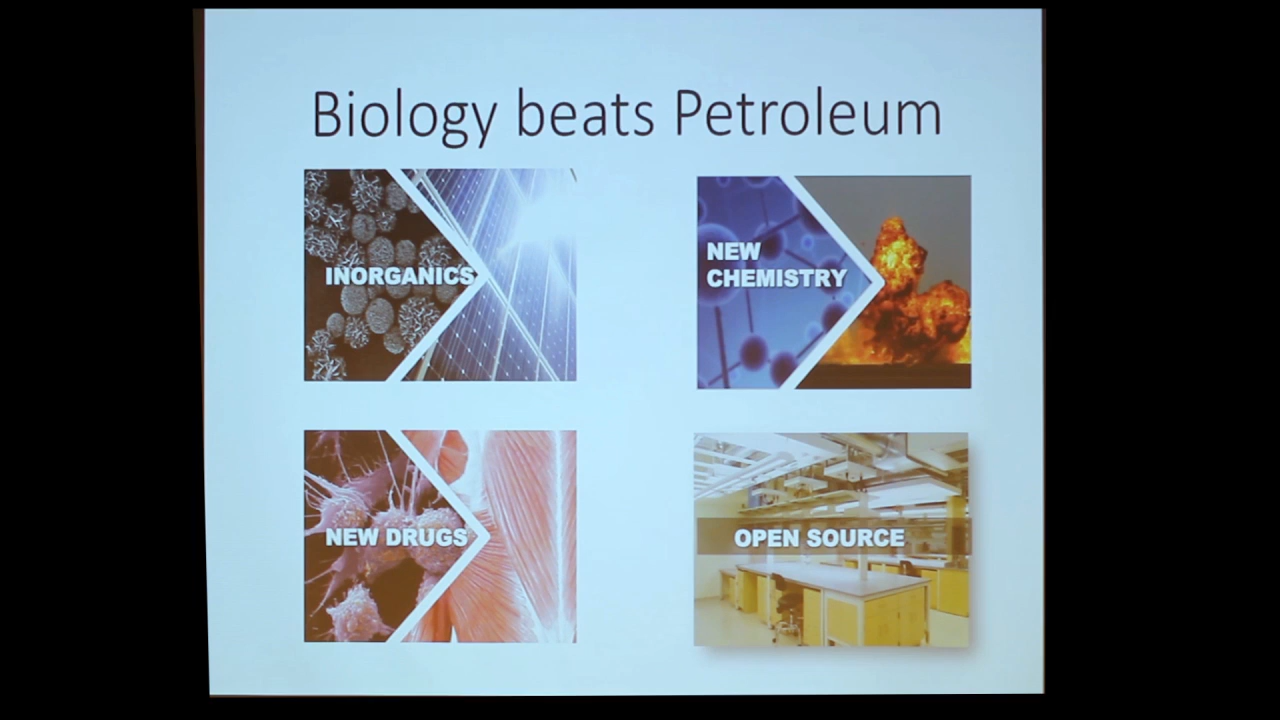 Biology beats Petroleum
INORGANICS
NEW
CHEMISTRY
NEW DRUGS
OPEN SOURCE